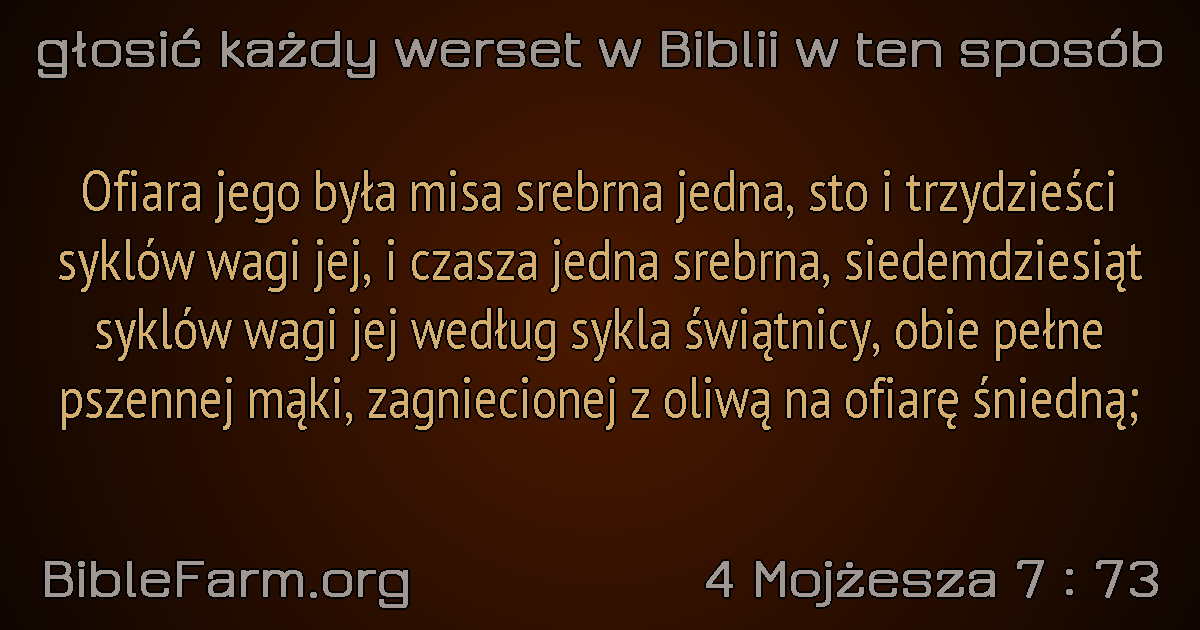 głosić każdy werset w Biblii w ten sposób
Ofiara jego była misa srebrna jedna, sto i trzydzieści
syklów wagi jej, i czasza jedna srebrna, siedemdziesiąt
syklów wagi jej według sykla świątnicy, obie pełne
pszennej mąki, zagniecionej z oliwą na ofiarę śniedną;
BibleFarm.org
4 Mojżesza 7 : 73